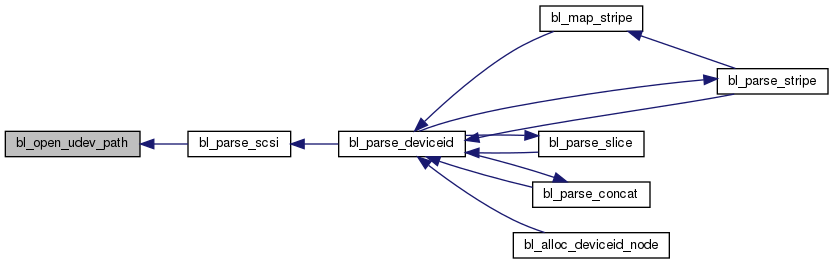 bl_map_stripe
bl_parse_stripe
bl_open_udev_path
bl_parse_scsi
bl_parse_deviceid
bl_parse_slice
bl_parse_concat
bl_alloc_deviceid_node